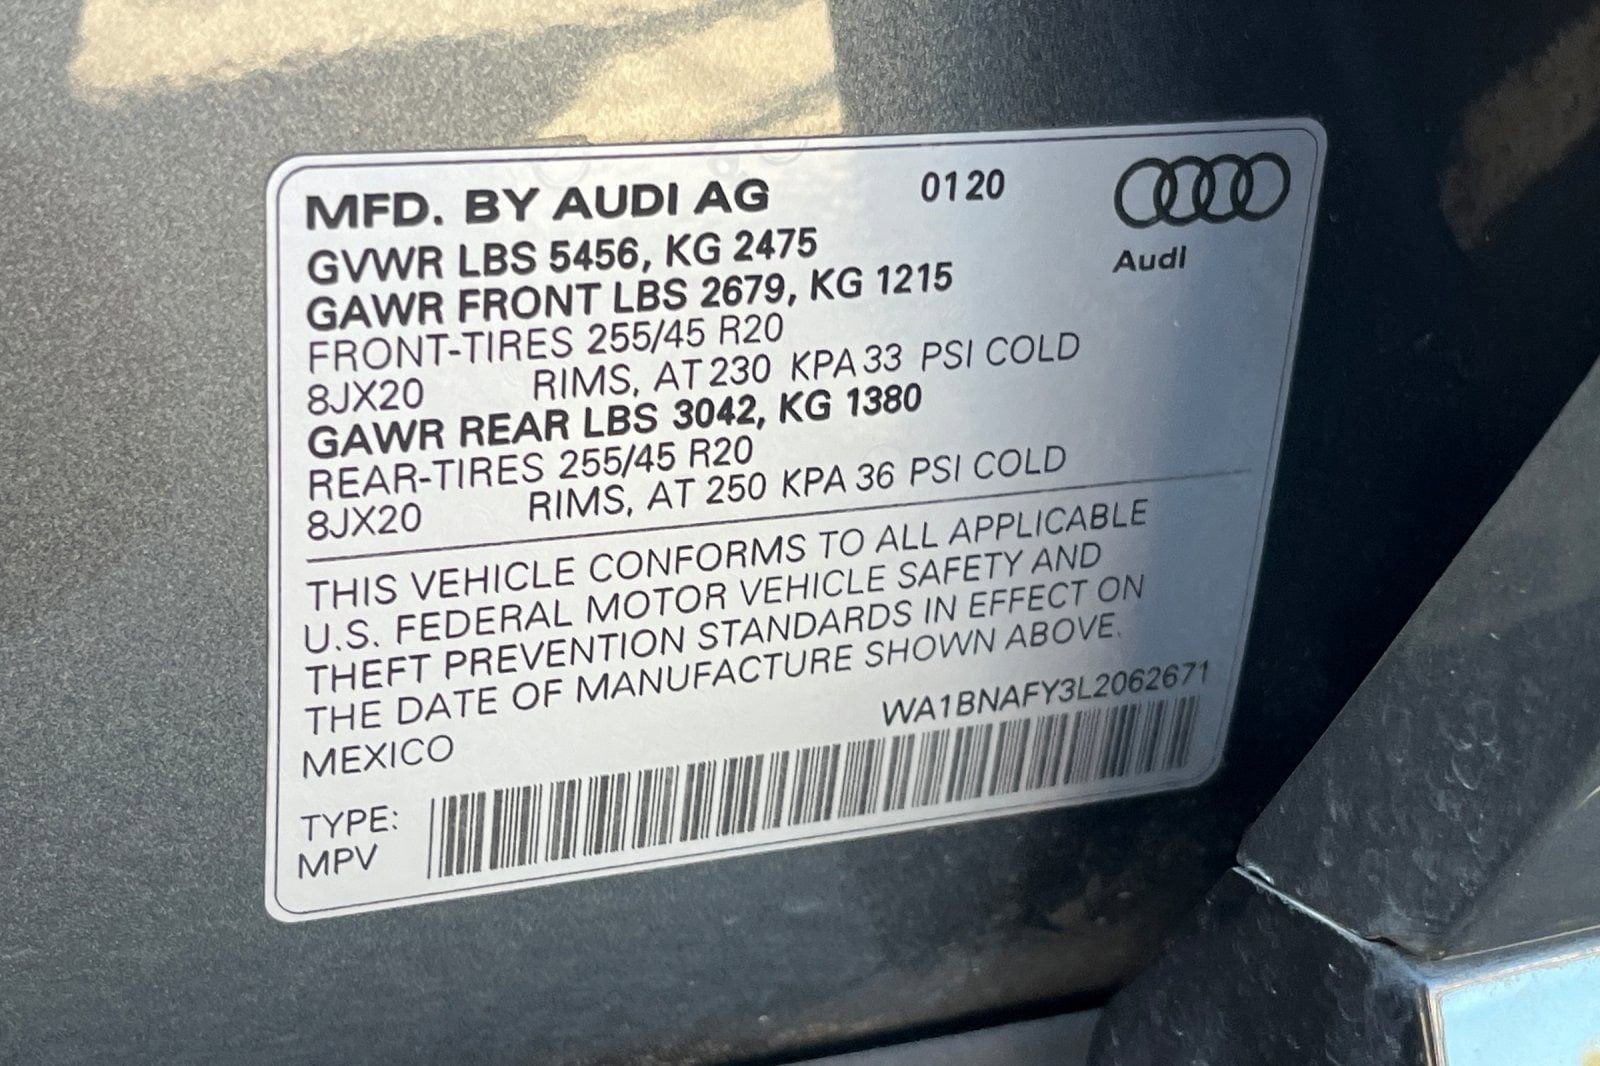 MFD. BY AUDI AG 0120
Audi
GVWR LBS 5456, KG 2475
GAWR FRONT LBS 2679, KG 1215
FRONT-TIRES 255/45 R20
8JX20 RIMS, AT 230 KPA 33 PSI COLD
GAWR REAR LBS 3042, KG 1380
REAR-TIRES 255/45 R20
8JX20 RIMS, AT 250 KPA 36 PSI COLD
THIS VEHICLE CONFORMS TO ALL APPLICABLE
U.S. FEDERAL MOTOR VEHICLE SAFETY AND
THEFT PREVENTION STANDARDS IN EFFECT ON
THE DATE OF MANUFACTURE SHOWN ABOVE.
MEXICO WA1BNAFY3L2062671
TYPE:
MPV